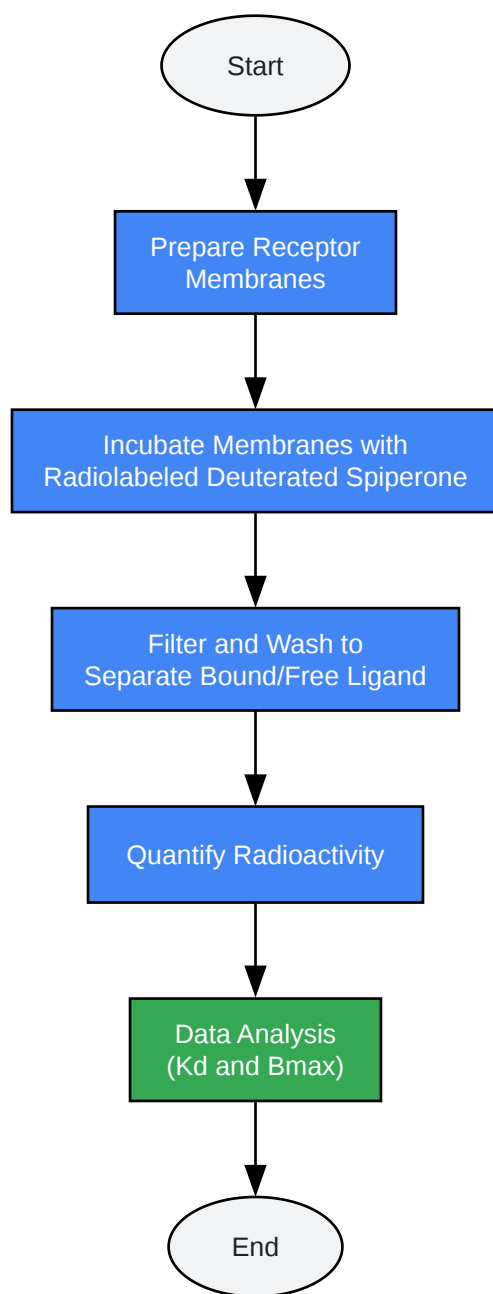 Start
Prepare Receptor
Membranes
Incubate Membranes with
Radiolabeled Deuterated Spiperone
Filter and Wash to
Separate Bound/Free Ligand
Quantify Radioactivity
Data Analysis
(Kd and Bmax)
End